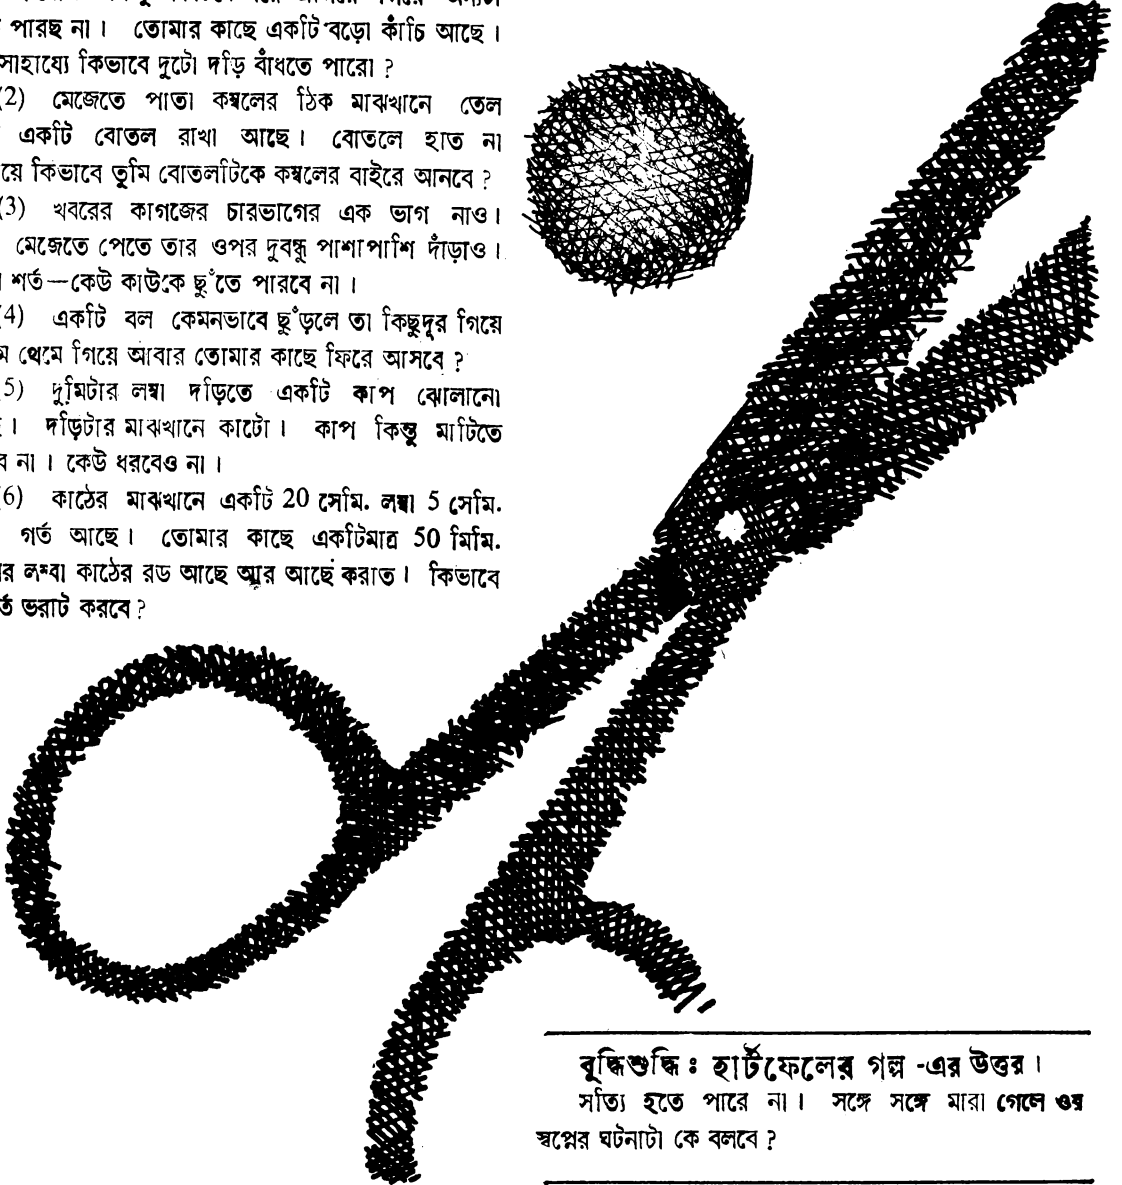 পারছ না। তোমার কাছে একটি বড়ো কাঁচি আছে।
সাহায্যে কিভাবে দুটো দড়ি বাঁধতে পারো ?
(2) মেজেতে পাতা কম্বলের ঠিক মাঝখানে তেল
একটি বোতল রাখা আছে। বোতলে হাত না
য়ে কিভাবে তুমি বোতলটিকে কম্বলের বাইরে আনবে ?
(3) খবরের কাগজের চারভাগের এক ভাগ নাও।
মেজেতে পেতে তার ওপর দুবন্ধু পাশাপাশি দাঁড়াও।
শর্ত—কেউ কাউকে ছুঁতে পারবে না।
(4) একটি বল কেমনভাবে ছুঁড়লে তা কিছুদূর গিয়ে
থেমে গিয়ে আবার তোমার কাছে ফিরে আসবে ?
5) দুমিটার লম্বা দড়িতে একটি কাপ ঝোলানো
। দড়িটার মাঝখানে কাটো। কাপ কিন্তু মাটিতে
না। কেউ ধরবেও না।
(6) কাঠের মাঝখানে একটি 20 সেমি. লম্বা 5 সেমি.
গর্ত আছে। তোমার কাছে একটিমাত্র 50 মিমি.
লম্বা কাঠের রড আছে আর আছে করাত। কিভাবে
র্ত ভরাট করবে ?
বুদ্ধিশুদ্ধি : হার্টফেলের গল্প -এর উত্তর।
সত্যি হতে পারে না। সঙ্গে সঙ্গে মারা গেলে ওর
স্বপ্নের ঘটনাটা কে বলবে ?